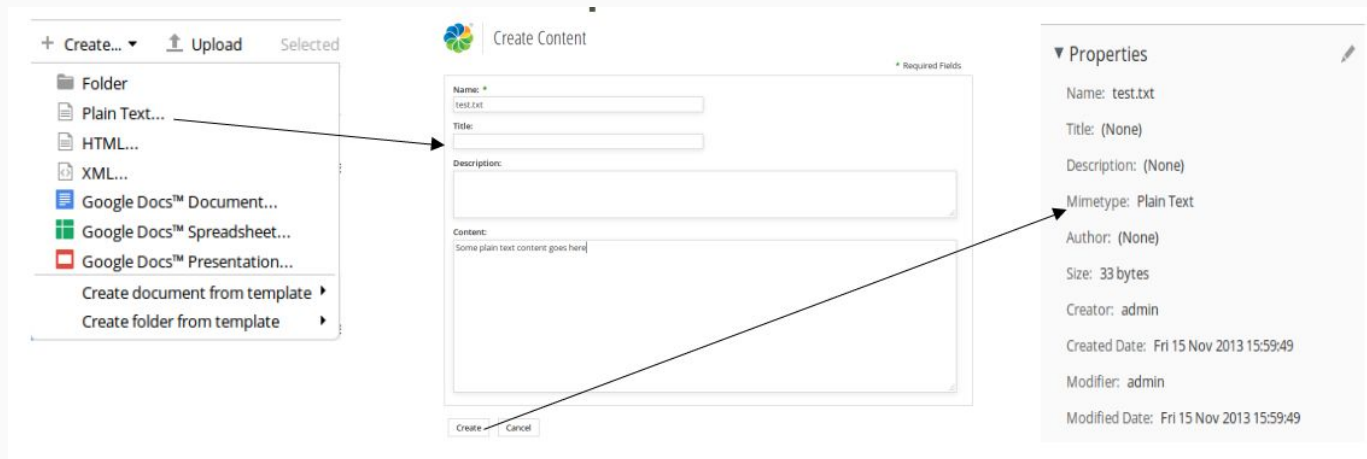 + Create... ▾ Upload Selected
Folder
Plain Text...
HTML...
XML...
Google Docs™ Document...
Google Docs™ Spreadsheet...
Google Docs™ Presentation...
Create document from template
Create folder from template
Create Content
* Required Fields
Name: *
test.txt
Title:
Description:
Content:
Some plain text content goes here
Create Cancel
Properties
Name: test.txt
Title: (None)
Description: (None)
Mimetype: Plain Text
Author: (None)
Size: 33 bytes
Creator: admin
Created Date: Fri 15 Nov 2013 15:59:49
Modifier: admin
Modified Date: Fri 15 Nov 2013 15:59:49